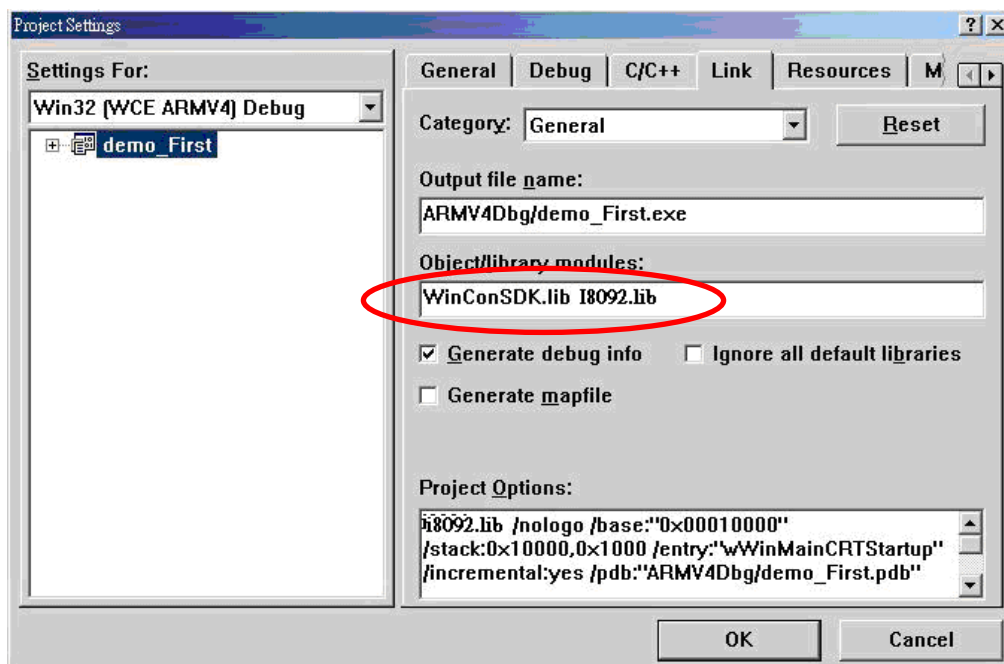 Project Settings
Settings For:
Win32 (WCE ARMV4) Debug
demo_First
General Debug C/C++ Link Resources M
Category: General Reset
Output file name:
ARMV4Dbg/demo_First.exe
Object/library modules:
WinConSDK.lib I8092.lib
Generate debug info Ignore all default libraries
Generate mapfile
Project Options:
i8092.lib /nologo /base:"0x00010000"
/stack:0x10000,0x1000 /entry:"wWinMainCRTStartup"
/incremental:yes /pdb:"ARMV4Dbg/demo_First.pdb"
OK Cancel